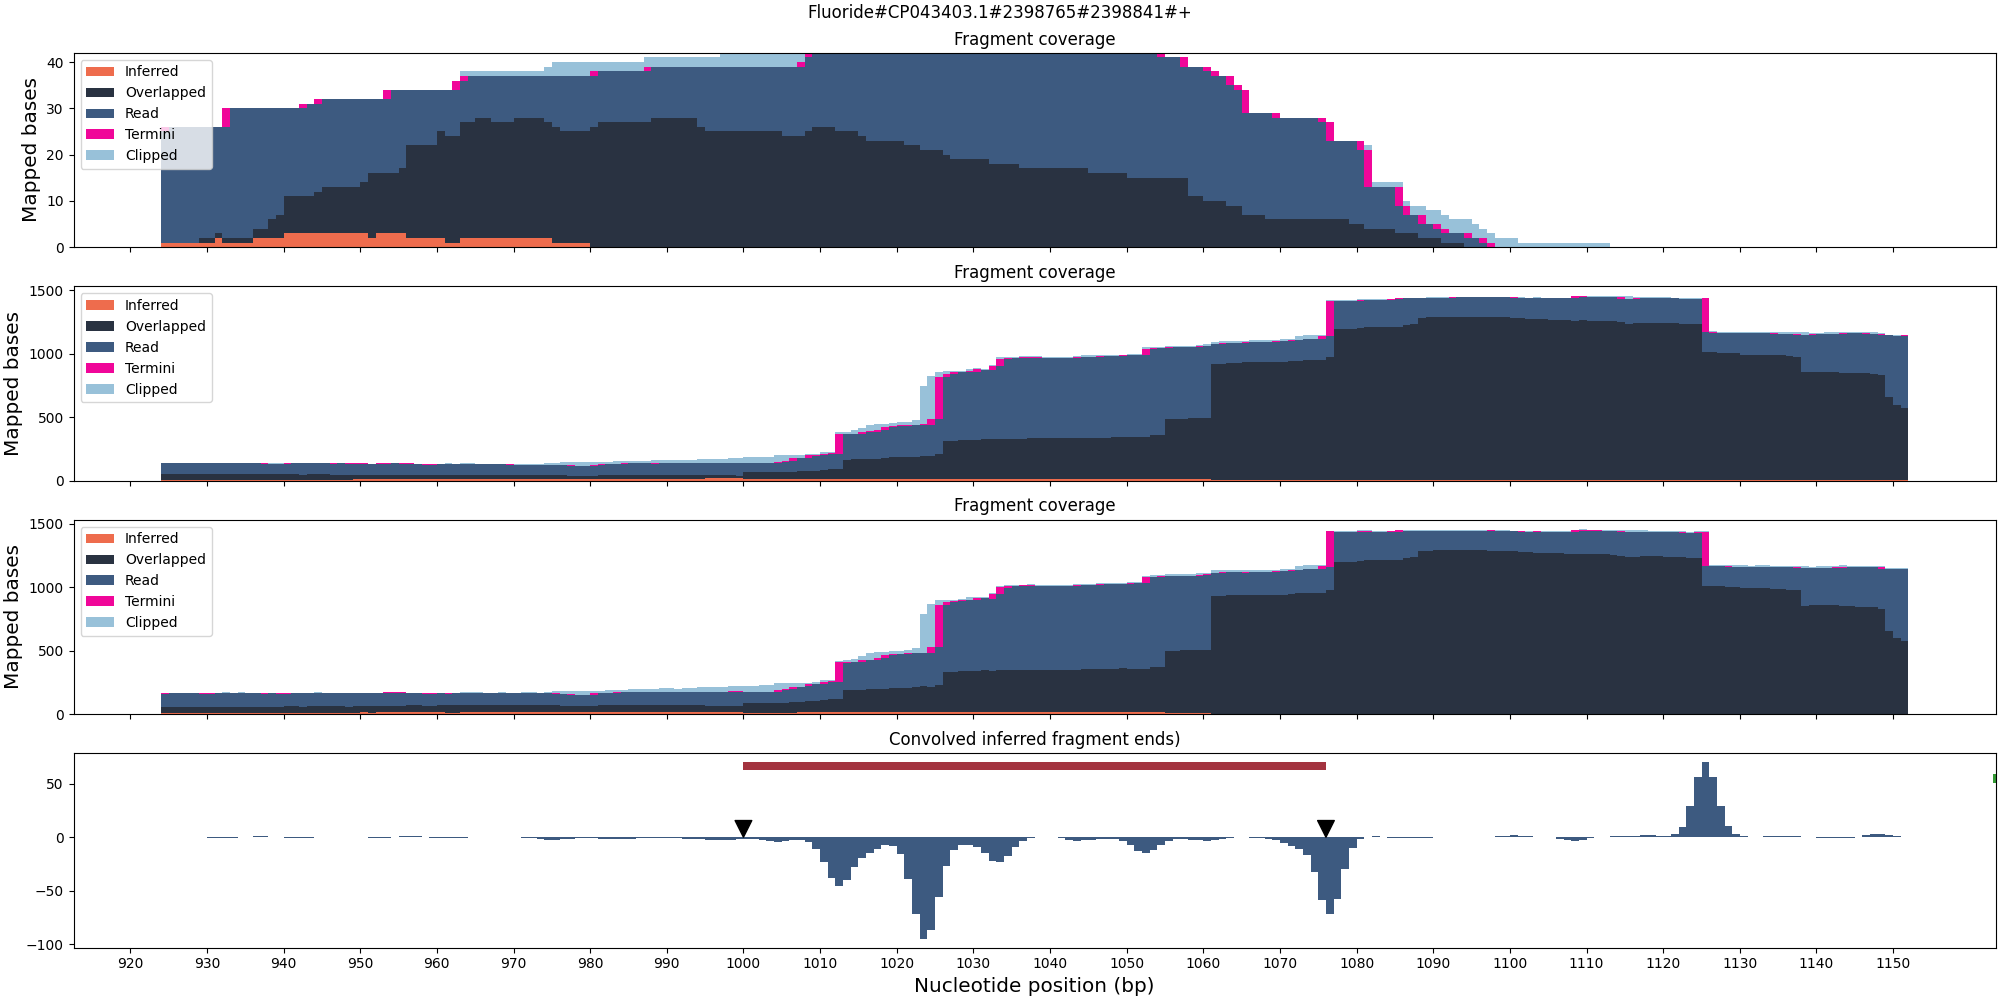 Fluoride#CP043403.1#2398765#2398841#+
Fragment coverage
Mapped bases
40
30
20
10
0
Inferred
Overlapped
Read
Termini
Clipped
Fragment coverage
Mapped bases
1500
1000
500
0
Inferred
Overlapped
Read
Termini
Clipped
Fragment coverage
Mapped bases
1500
1000
500
0
Inferred
Overlapped
Read
Termini
Clipped
Convolved inferred fragment ends)
50
0
−50
−100
920 930 940 950 960 970 980 990 1000 1010 1020 1030 1040 1050 1060 1070 1080 1090 1100 1110 1120 1130 1140 1150
Nucleotide position (bp)